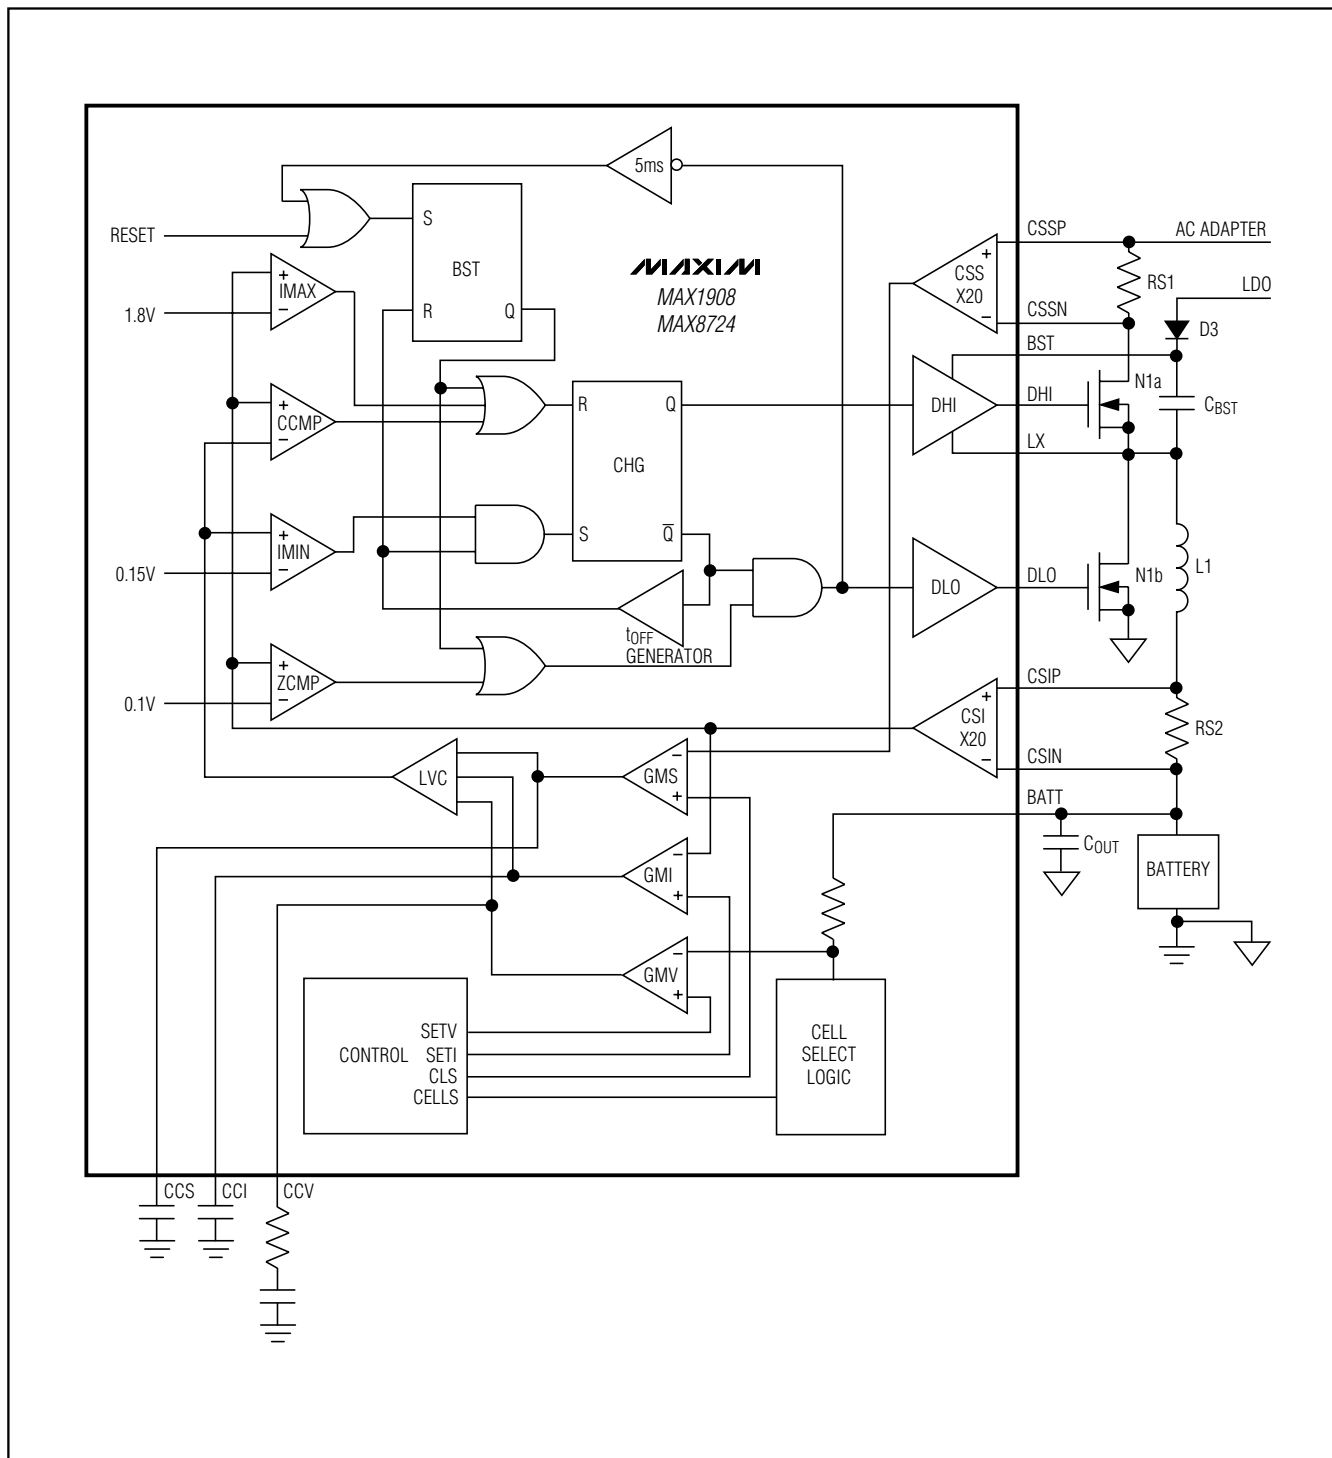 5ms
RESET
S
BST
R
Q
MAXIM
MAX1908
MAX8724
+
IMAX
−
1.8V
+
CCMP
−
+
IMIN
−
0.15V
+
ZCMP
−
0.1V
R
Q
CHG
S
Q̅
tOFF
GENERATOR
CSSP
AC ADAPTER
+
CSS
X20
−
RS1
LDO
CSSN
D3
BST
N1a
DHI
DHI
CBST
LX
DLO
DLO
N1b
L1
CSIP
+
CSI
X20
−
RS2
CSIN
BATT
COUT
BATTERY
LVC
−
GMS
+
−
GMI
+
−
GMV
+
CONTROL
SETV
SETI
CLS
CELLS
CELL
SELECT
LOGIC
CCS
CCI
CCV